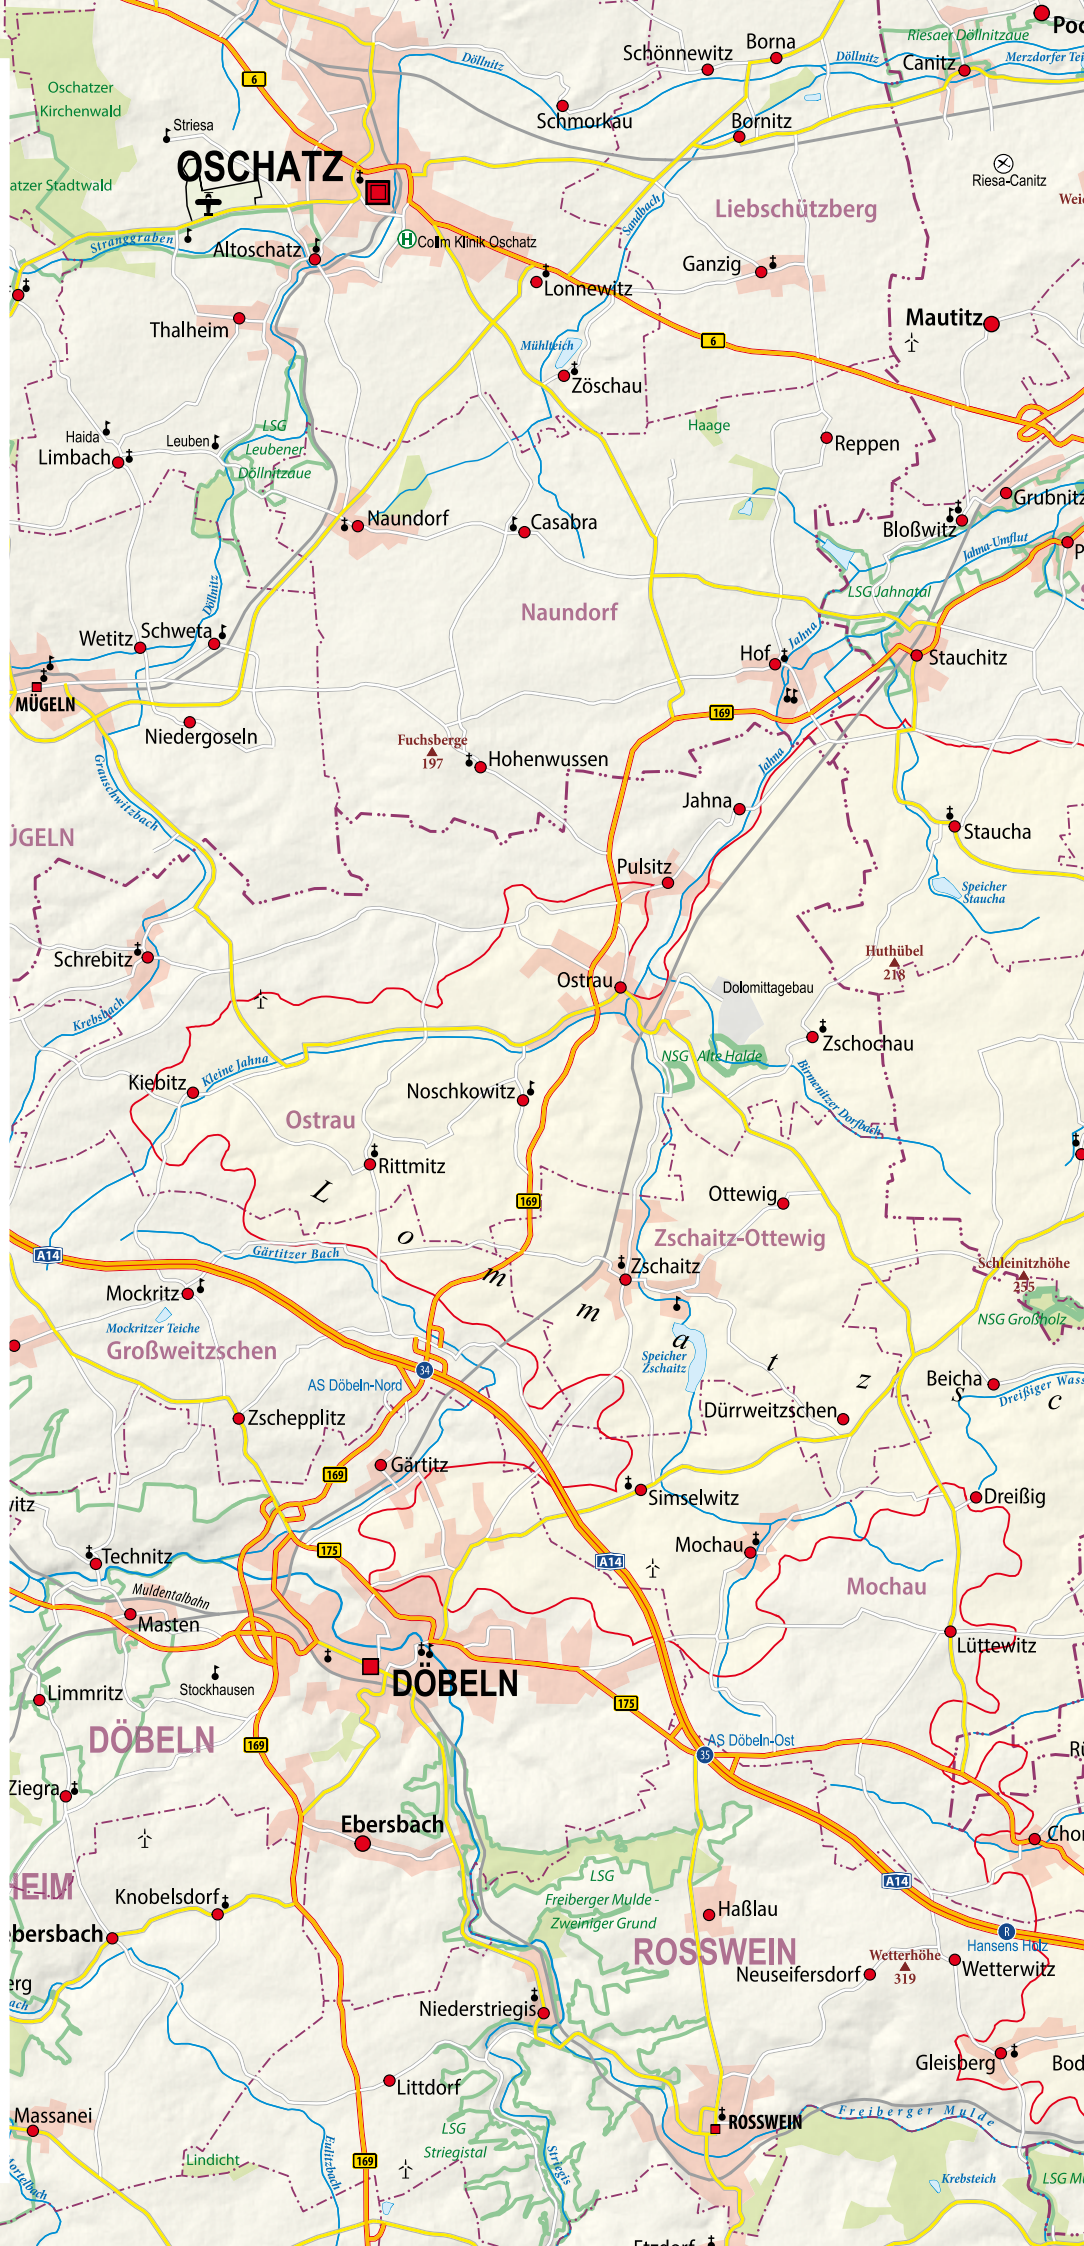 Riesaer Döllnitzaue
Borna
Schönnewitz
Döllnitz
Döllnitz
Canitz
Merzdorfer Tei
6
Oschatzer
Kirchenwald
Schmorkau
Bornitz
Striesa
OSCHATZ
Riesa-Canitz
atzer Stadtwald
Sandbach
Liebschützberg
Stranggraben
Altoschatz
H
Collm Klinik Oschatz
Ganzig
Lonnewitz
Mautitz
Thalheim
6
Mühlteich
Zöschau
Haida
Limbach
Leuben
LSG
Leubener
Döllnitzaue
Haage
Reppen
Grubnitz
Naundorf
Casabra
Bloßwitz
Jahna-Umflut
P
LSG Jahnatal
Döllnitz
Naundorf
Wetitz
Schweta
Jahna
Hof
Stauchitz
MÜGELN
Niedergoseln
169
Fuchsberge
197
Hohenwussen
Jahna
Grauschwitzbach
Jahna
ÜGELN
Staucha
Pulsitz
Speicher
Staucha
Schrebitz
Huthübel
218
Ostrau
Dolomittagebau
Krebsbach
Zschochau
NSG Alte Halde
Kleine Jahna
Kiebitz
Noschkowitz
Birmenitzer Dorfbach
Ostrau
Rittmitz
Ottewig
169
Zschaitz-Ottewig
L o m m a t z s c
A14
Gärtitzer Bach
Zschaitz
Schleinitzhöhe
255
Mockritz
Mockritzer Teiche
NSG Großholz
Großweitzschen
Speicher
Zschaitz
34
AS Döbeln-Nord
Beicha
Dreißiger Wass
Zschepplitz
Dürrweitzschen
169
Gärtitz
Simselwitz
Dreißig
witz
Technitz
175
A14
Mochau
Muldentalbahn
Mochau
Masten
Lüttewitz
Stockhausen
DÖBELN
Limmritz
175
DÖBELN
169
AS Döbeln-Ost
35
Rü
Ziegra
Ebersbach
Chor
HEIM
Knobelsdorf
LSG
Freiberger Mulde -
Zweiniger Grund
A14
Haßlau
ebersbach
R
Hansens Holz
ROSSWEIN
Wetterhöhe
319
Neuseifersdorf
Wetterwitz
erg
ach
Niederstriegis
Gleisberg
Bod
Littdorf
Massanei
LSG
Striegistal
ROSSWEIN
Freiberger Mulde
Lindicht
169
Eulitzbach
Striegis
Krebsteich
LSG Mu
Etzdorf